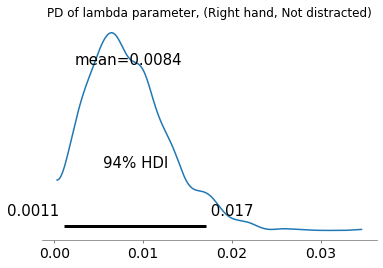 PD of lambda parameter, (Right hand, Not distracted)
mean=0.0084
94% HDI
0.0011 0.017
0.00 0.01 0.02 0.03